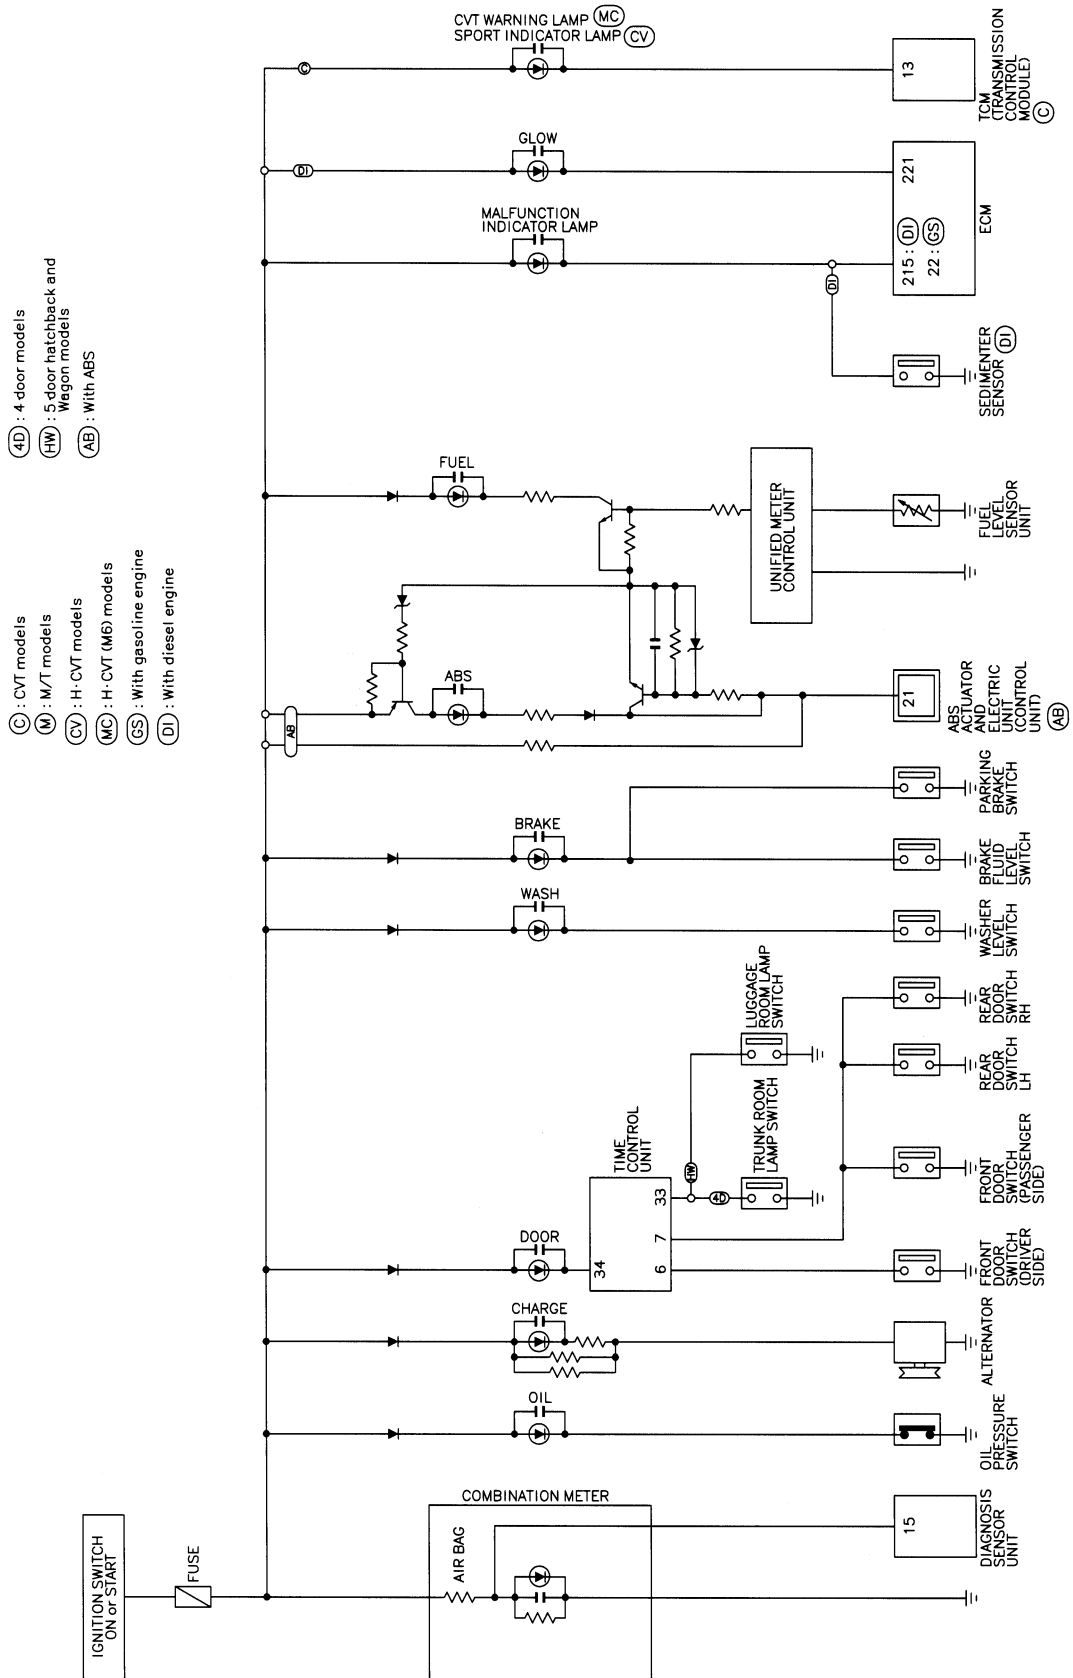 CVT WARNING LAMP MC
SPORT INDICATOR LAMP CV
C
13
TCM
(TRANSMISSION
CONTROL
MODULE)
C
GLOW
DI
221
MALFUNCTION
INDICATOR LAMP
215 : DI
22 : GS
ECM
DI
SEDIMENTER
SENSOR DI
4D : 4 door models
HW : 5 door hatchback and
Wagon models
AB : With ABS
C : CVT models
M : M/T models
CV : H·CVT models
MC : H·CVT (M6) models
GS : With gasoline engine
DI : With diesel engine
FUEL
UNIFIED METER
CONTROL UNIT
FUEL
LEVEL
SENSOR
UNIT
ABS
AB
21
ABS
ACTUATOR
AND
ELECTRIC
UNIT
(CONTROL
UNIT)
AB
PARKING
BRAKE
SWITCH
BRAKE
BRAKE
FLUID
LEVEL
SWITCH
WASH
WASHER
LEVEL
SWITCH
REAR
DOOR
SWITCH
RH
LUGGAGE
ROOM LAMP
SWITCH
REAR
DOOR
SWITCH
LH
TIME
CONTROL
UNIT
TRUNK ROOM
LAMP SWITCH
HW
4D
33
7
6
34
FRONT
DOOR
SWITCH
(PASSENGER
SIDE)
DOOR
FRONT
DOOR
SWITCH
(DRIVER
SIDE)
CHARGE
ALTERNATOR
OIL
OIL
PRESSURE
SWITCH
COMBINATION METER
AIR BAG
15
DIAGNOSIS
SENSOR
UNIT
IGNITION SWITCH
ON or START
FUSE